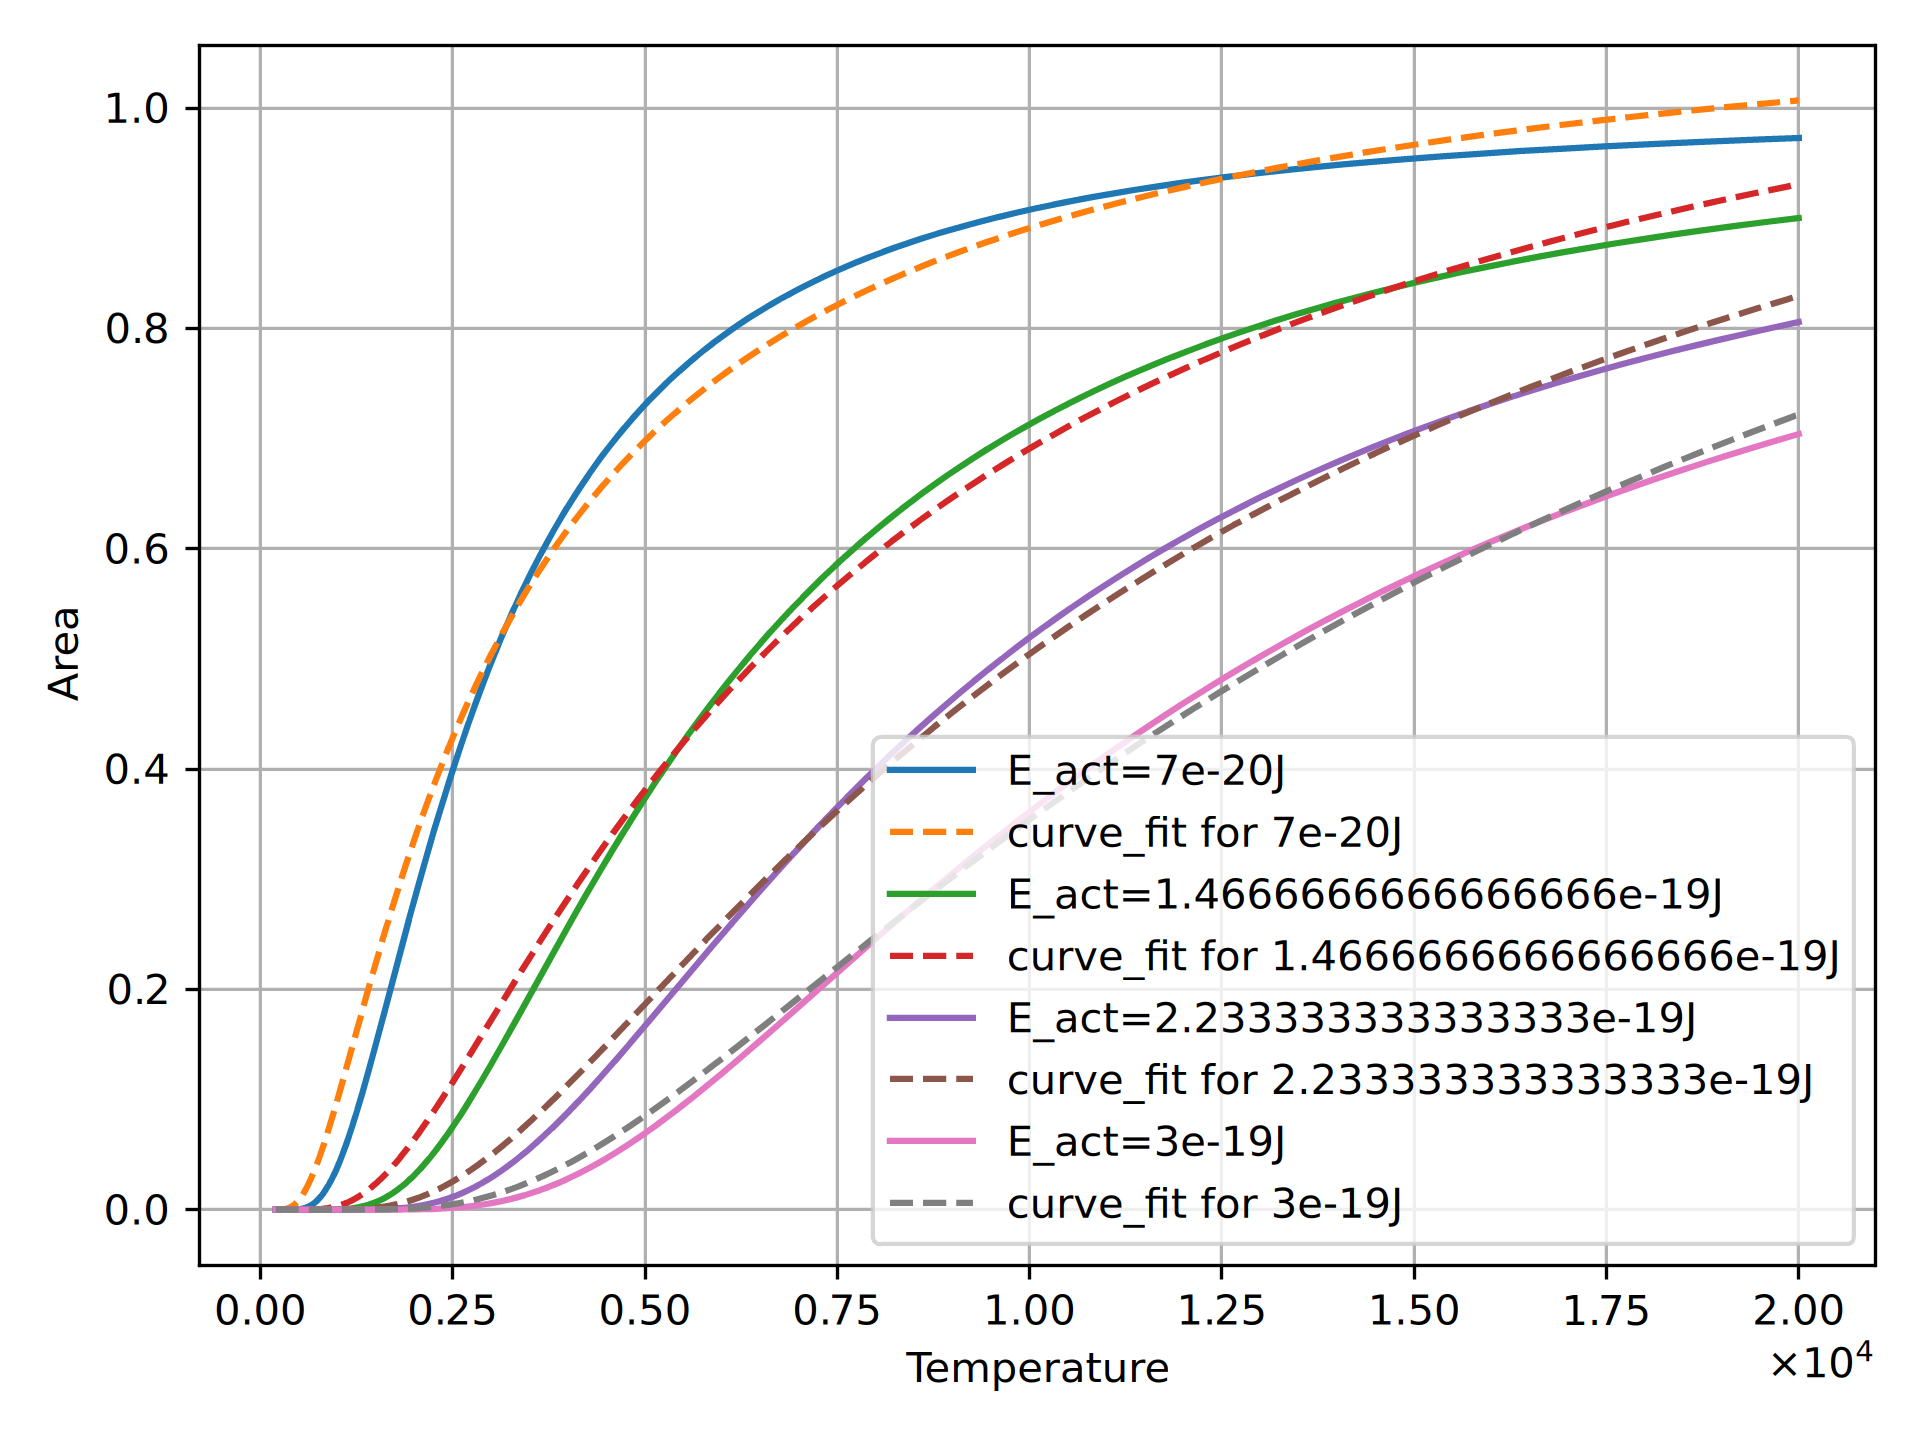 1.0
0.8
0.6
0.4
0.2
0.0
Area
E_act=7e-20J
curve_fit for 7e-20J
E_act=1.4666666666666666e-19J
curve_fit for 1.4666666666666666e-19J
E_act=2.233333333333333e-19J
curve_fit for 2.233333333333333e-19J
E_act=3e-19J
curve_fit for 3e-19J
0.00 0.25 0.50 0.75 1.00 1.25 1.50 1.75 2.00
×10⁴
Temperature